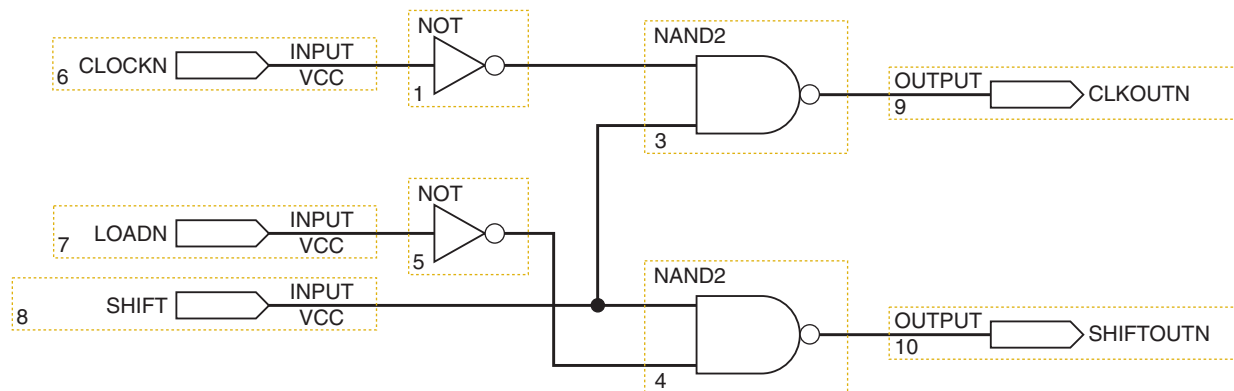 NOT
NAND2
CLOCKN
INPUT
VCC
6
1
3
OUTPUT
CLKOUTN
9
NOT
LOADN
INPUT
VCC
7
5
NAND2
SHIFT
INPUT
VCC
8
4
OUTPUT
SHIFTOUTN
10